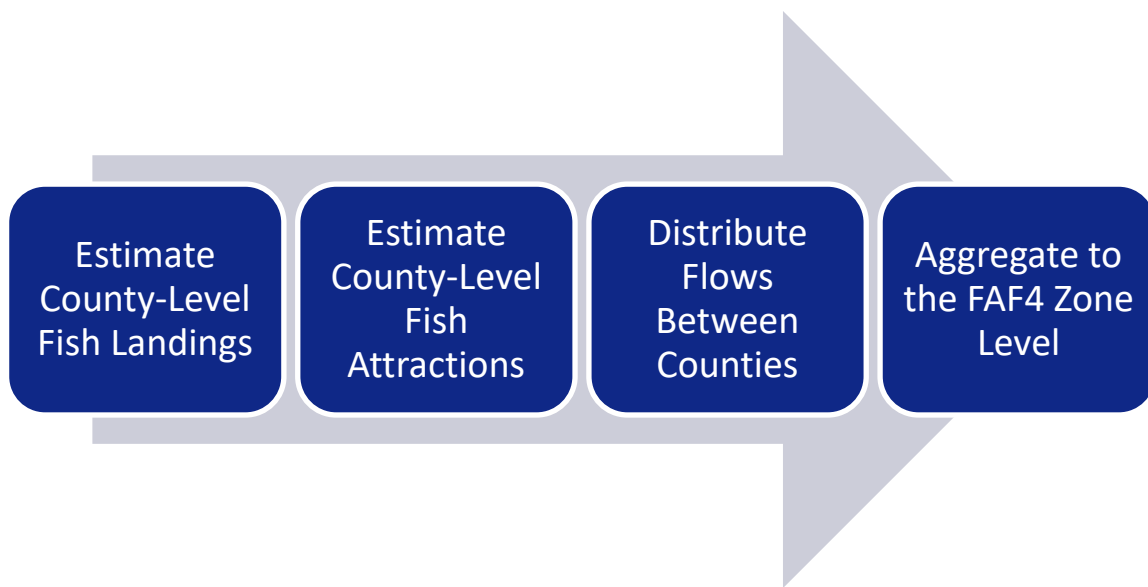 Estimate
County-Level
Fish Landings
Estimate
County-Level
Fish
Attractions
Distribute
Flows
Between
Counties
Aggregate to
the FAF4 Zone
Level